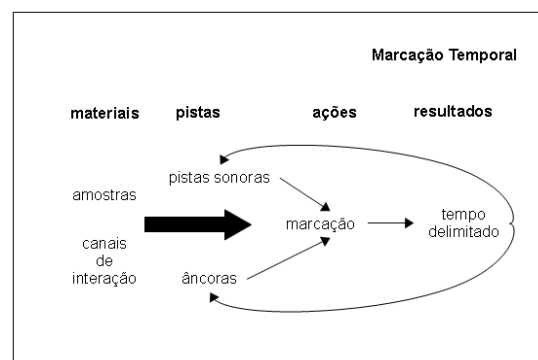 Marcação Temporal
materiais pistas ações resultados
pistas sonoras
amostras
marcação
tempo
delimitado
canais
de
interação
âncoras